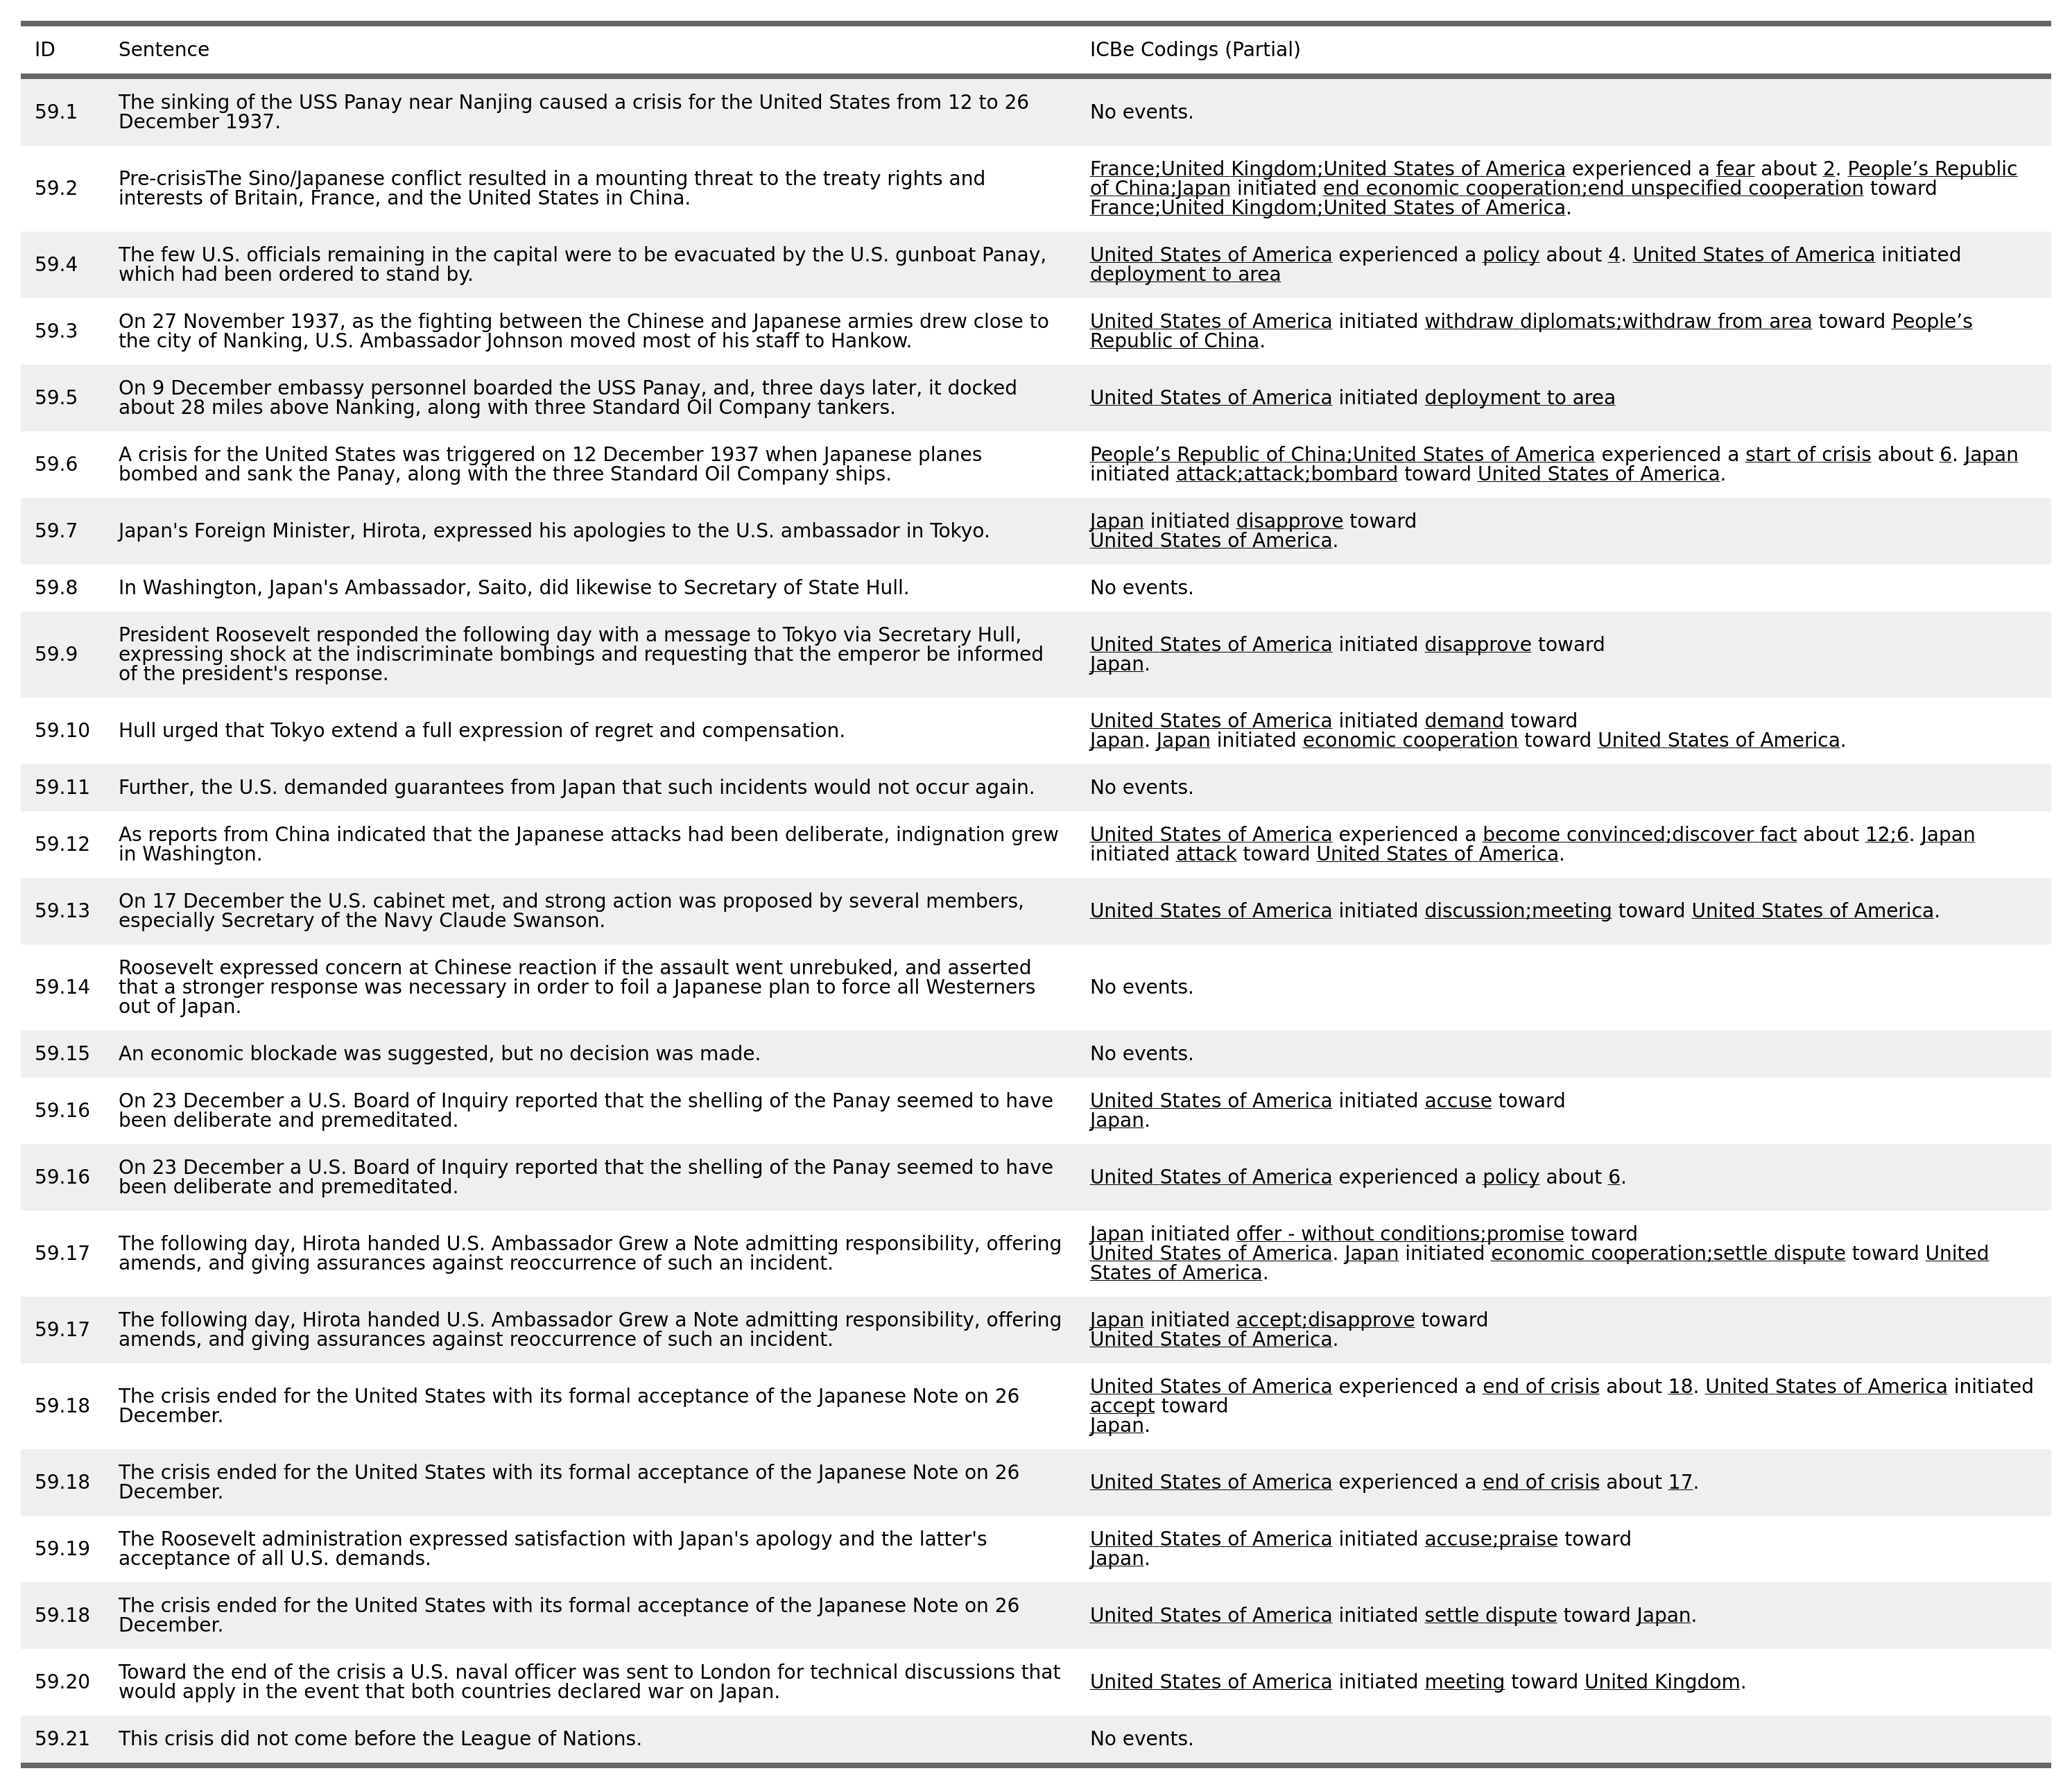 ID Sentence ICBe Codings (Partial)
59.1 The sinking of the USS Panay near Nanjing caused a crisis for the United States from 12 to 26
December 1937.
No events.
59.2 Pre-crisisThe Sino/Japanese conflict resulted in a mounting threat to the treaty rights and
interests of Britain, France, and the United States in China.
France;United Kingdom;United States of America experienced a fear about 2. People’s Republic
of China;Japan initiated end economic cooperation;end unspecified cooperation toward
France;United Kingdom;United States of America.
59.4 The few U.S. officials remaining in the capital were to be evacuated by the U.S. gunboat Panay,
which had been ordered to stand by.
United States of America experienced a policy about 4. United States of America initiated
deployment to area
59.3 On 27 November 1937, as the fighting between the Chinese and Japanese armies drew close to
the city of Nanking, U.S. Ambassador Johnson moved most of his staff to Hankow.
United States of America initiated withdraw diplomats;withdraw from area toward People’s
Republic of China.
59.5 On 9 December embassy personnel boarded the USS Panay, and, three days later, it docked
about 28 miles above Nanking, along with three Standard Oil Company tankers.
United States of America initiated deployment to area
59.6 A crisis for the United States was triggered on 12 December 1937 when Japanese planes
bombed and sank the Panay, along with the three Standard Oil Company ships.
People’s Republic of China;United States of America experienced a start of crisis about 6. Japan
initiated attack;attack;bombard toward United States of America.
59.7 Japan's Foreign Minister, Hirota, expressed his apologies to the U.S. ambassador in Tokyo.
Japan initiated disapprove toward
United States of America.
59.8 In Washington, Japan's Ambassador, Saito, did likewise to Secretary of State Hull.
No events.
59.9 President Roosevelt responded the following day with a message to Tokyo via Secretary Hull,
expressing shock at the indiscriminate bombings and requesting that the emperor be informed
of the president's response.
United States of America initiated disapprove toward
Japan.
59.10 Hull urged that Tokyo extend a full expression of regret and compensation.
United States of America initiated demand toward
Japan. Japan initiated economic cooperation toward United States of America.
59.11 Further, the U.S. demanded guarantees from Japan that such incidents would not occur again.
No events.
59.12 As reports from China indicated that the Japanese attacks had been deliberate, indignation grew
in Washington.
United States of America experienced a become convinced;discover fact about 12;6. Japan
initiated attack toward United States of America.
59.13 On 17 December the U.S. cabinet met, and strong action was proposed by several members,
especially Secretary of the Navy Claude Swanson.
United States of America initiated discussion;meeting toward United States of America.
59.14 Roosevelt expressed concern at Chinese reaction if the assault went unrebuked, and asserted
that a stronger response was necessary in order to foil a Japanese plan to force all Westerners
out of Japan.
No events.
59.15 An economic blockade was suggested, but no decision was made.
No events.
59.16 On 23 December a U.S. Board of Inquiry reported that the shelling of the Panay seemed to have
been deliberate and premeditated.
United States of America initiated accuse toward
Japan.
59.16 On 23 December a U.S. Board of Inquiry reported that the shelling of the Panay seemed to have
been deliberate and premeditated.
United States of America experienced a policy about 6.
59.17 The following day, Hirota handed U.S. Ambassador Grew a Note admitting responsibility, offering
amends, and giving assurances against reoccurrence of such an incident.
Japan initiated offer - without conditions;promise toward
United States of America. Japan initiated economic cooperation;settle dispute toward United
States of America.
59.17 The following day, Hirota handed U.S. Ambassador Grew a Note admitting responsibility, offering
amends, and giving assurances against reoccurrence of such an incident.
Japan initiated accept;disapprove toward
United States of America.
59.18 The crisis ended for the United States with its formal acceptance of the Japanese Note on 26
December.
United States of America experienced a end of crisis about 18. United States of America initiated
accept toward
Japan.
59.18 The crisis ended for the United States with its formal acceptance of the Japanese Note on 26
December.
United States of America experienced a end of crisis about 17.
59.19 The Roosevelt administration expressed satisfaction with Japan's apology and the latter's
acceptance of all U.S. demands.
United States of America initiated accuse;praise toward
Japan.
59.18 The crisis ended for the United States with its formal acceptance of the Japanese Note on 26
December.
United States of America initiated settle dispute toward Japan.
59.20 Toward the end of the crisis a U.S. naval officer was sent to London for technical discussions that
would apply in the event that both countries declared war on Japan.
United States of America initiated meeting toward United Kingdom.
59.21 This crisis did not come before the League of Nations.
No events.